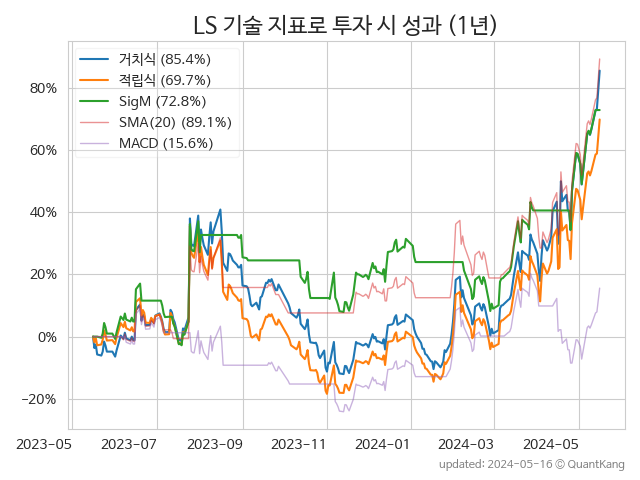 LS 기술 지표로 투자 시 성과 (1년)
거치식 (85.4%)
적립식 (69.7%)
SigM (72.8%)
SMA(20) (89.1%)
MACD (15.6%)
80%
60%
40%
20%
0%
−20%
2023-05 2023-07 2023-09 2023-11 2024-01 2024-03 2024-05
updated: 2024-05-16 © QuantKang